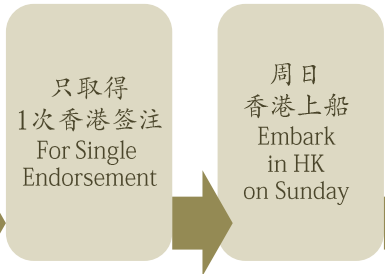 只取得
1次香港签注
For Single
Endorsement
周日
香港上船
Embark
in HK
on Sunday